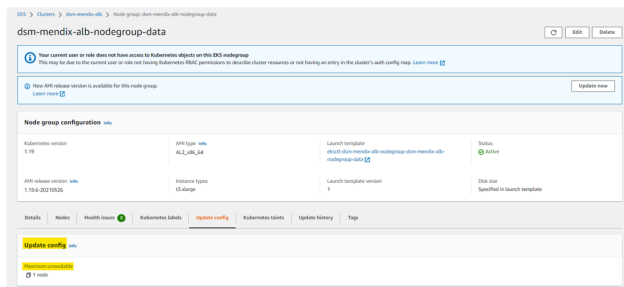 EKS > Clusters > dsm-mendix-alb > Node group: dsm-mendix-alb-nodegroup-data
dsm-mendix-alb-nodegroup-data
Edit
Delete
Your current user or role does not have access to Kubernetes objects on this EKS nodegroup
This may be due to the current user or role not having Kubernetes RBAC permissions to describe cluster resources or not having an entry in the cluster's auth config map. Learn more
New AMI release version is available for this node group.
Learn more
Update now
Node group configuration Info
Kubernetes version
1.19
AMI type Info
AL2_x86_64
Launch template
eksctl-dsm-mendix-alb-nodegroup-dsm-mendix-alb-
nodegroup-data
Status
Active
AMI release version Info
1.19.6-20210526
Instance types
t3.xlarge
Launch template version
1
Disk size
Specified in launch template
Details
Nodes
Health issues 0
Kubernetes labels
Update config
Kubernetes taints
Update history
Tags
Update config Info
Maximum unavailable
1 node